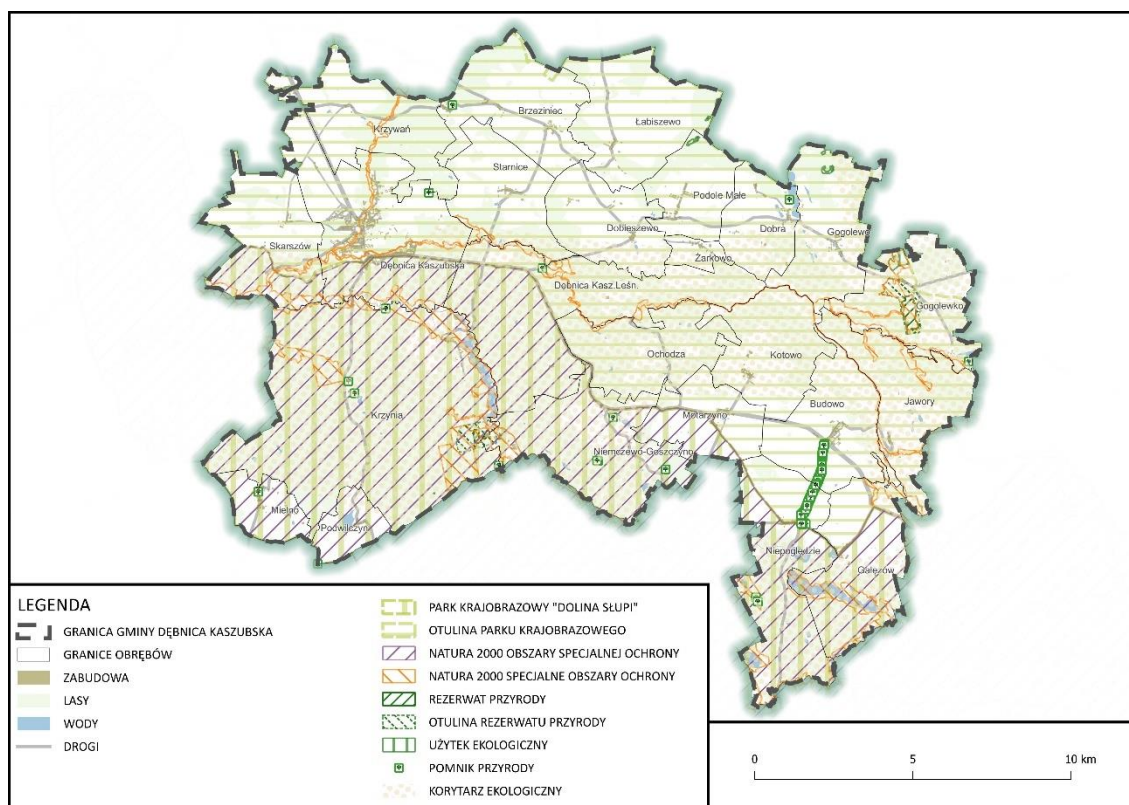 Krzywań
Brzeziniec
Łabiszewo
Starnice
Podole Małe
Dobieszewo
Dobra
Gogolewo
Skarszów
Dębnica Kaszubska
Żarkowo
Dębnica Kasz.Leśn.
Gogolewko
Ochodza
Kotowo
Krzynia
Motarzyno
Budowo
Jawory
Niemczewo-Goszczyno
Mielno
Podwilczyn
Niepoględzie
Gałęzów
LEGENDA
GRANICA GMINY DĘBNICA KASZUBSKA
GRANICE OBRĘBÓW
ZABUDOWA
LASY
WODY
DROGI
PARK KRAJOBRAZOWY "DOLINA SŁUPI"
OTULINA PARKU KRAJOBRAZOWEGO
NATURA 2000 OBSZARY SPECJALNEJ OCHRONY
NATURA 2000 SPECJALNE OBSZARY OCHRONY
REZERWAT PRZYRODY
OTULINA REZERWATU PRZYRODY
UŻYTEK EKOLOGICZNY
POMNIK PRZYRODY
KORYTARZ EKOLOGICZNY
0 5 10 km